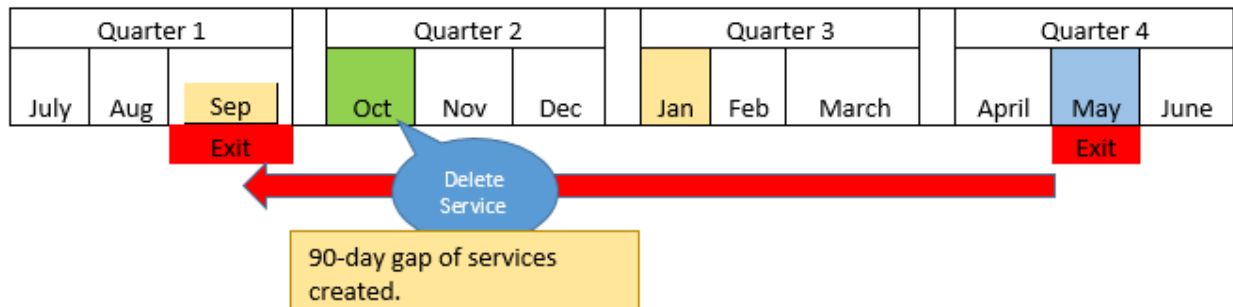 Quarter 1 Quarter 2 Quarter 3 Quarter 4
July Aug Sep Oct Nov Dec Jan Feb March April May June
Exit Exit
Delete
Service
90-day gap of services
created.